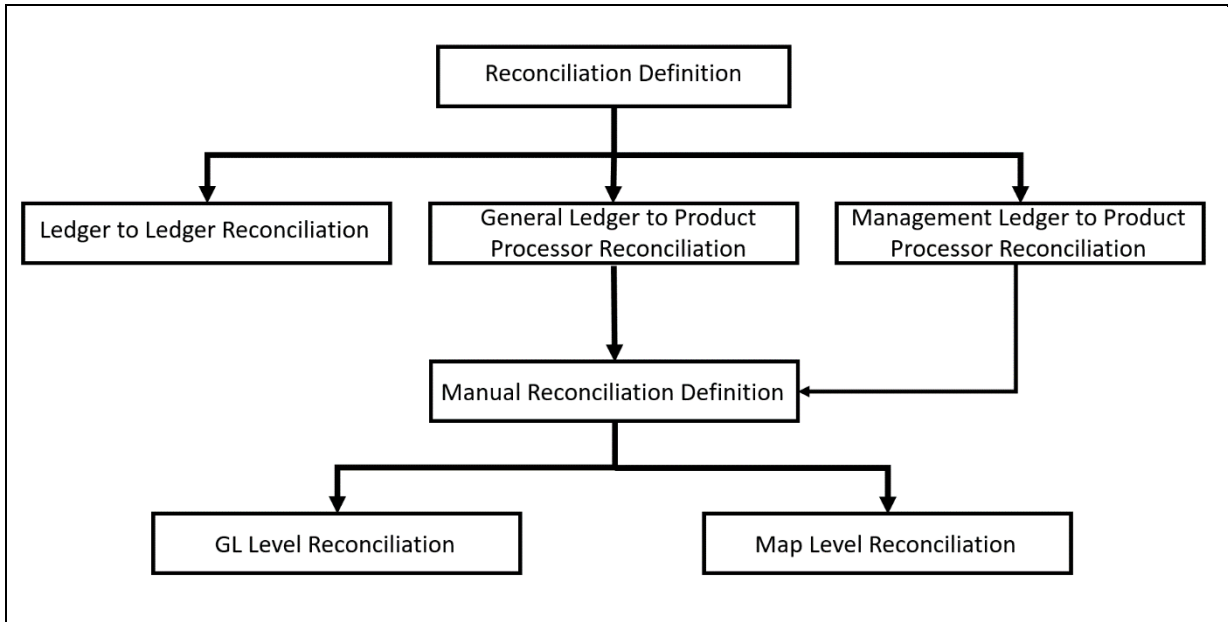 Reconciliation Definition
Ledger to Ledger Reconciliation
General Ledger to Product
Processor Reconciliation
Management Ledger to Product
Processor Reconciliation
Manual Reconciliation Definition
GL Level Reconciliation
Map Level Reconciliation